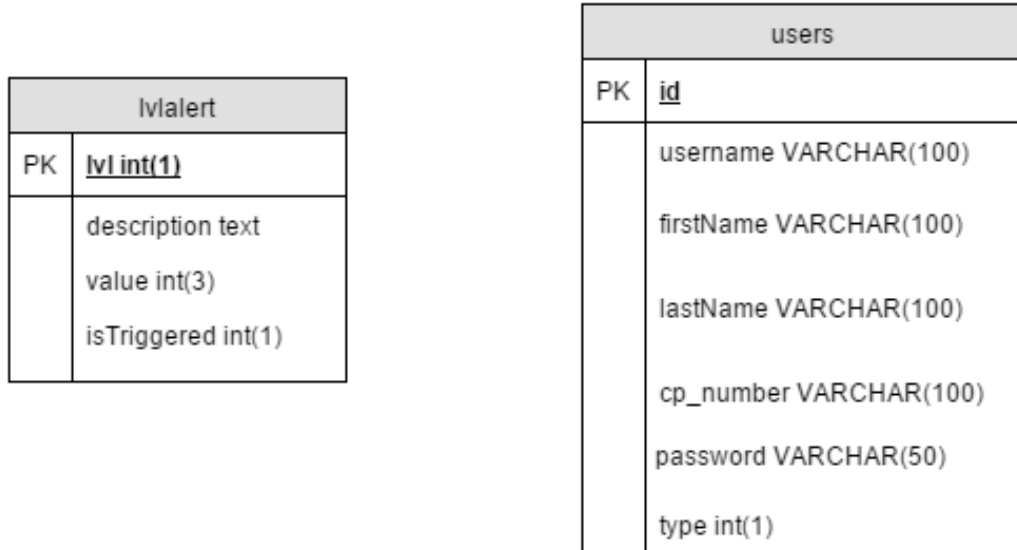 lvlalert
PK lvl int(1)
description text
value int(3)
isTriggered int(1)
users
PK id
username VARCHAR(100)
firstName VARCHAR(100)
lastName VARCHAR(100)
cp_number VARCHAR(100)
password VARCHAR(50)
type int(1)